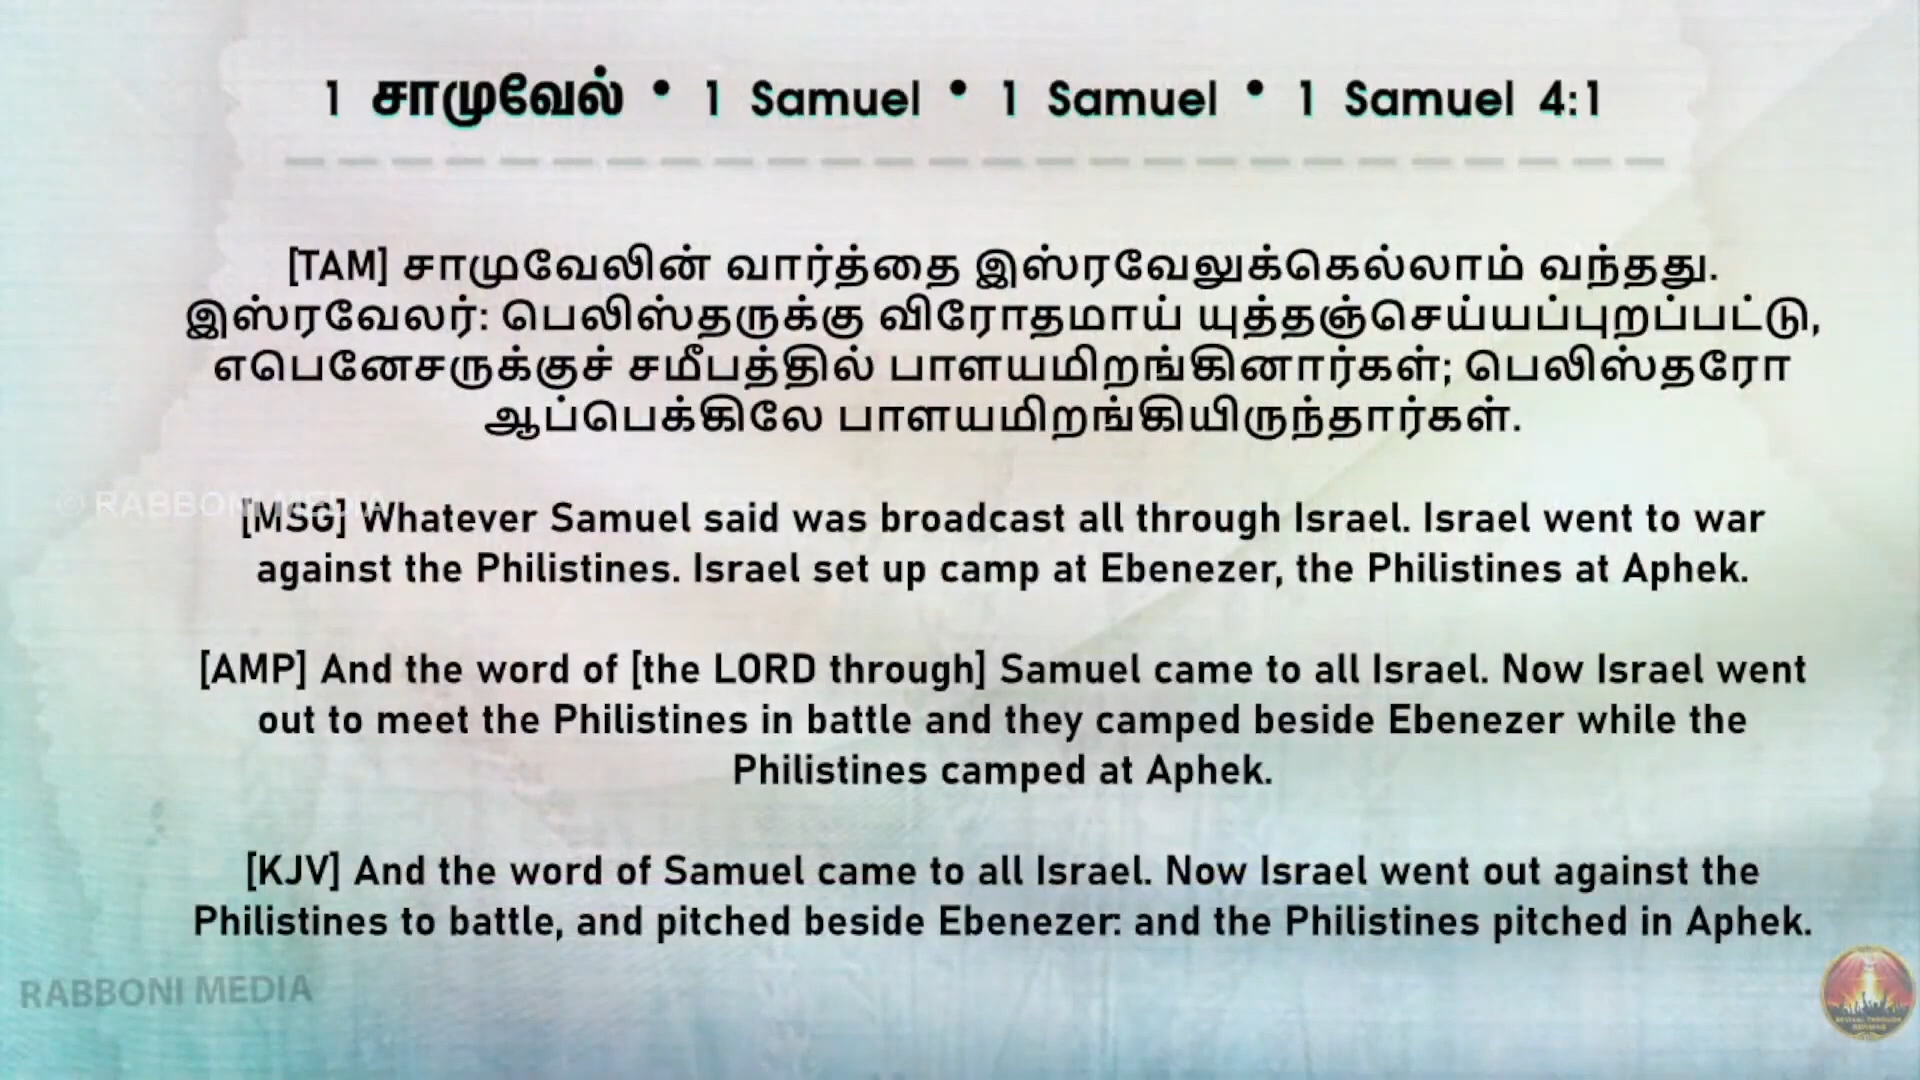 1 சாமுவேல் • 1 Samuel • 1 Samuel • 1 Samuel 4:1
[TAM] சாமுவேலின் வார்த்தை இஸ்ரவேலுக்கெல்லாம் வந்தது.
இஸ்ரவேலர்: பெலிஸ்தருக்கு விரோதமாய் யுத்தஞ்செய்யப்புறப்பட்டு,
எபெனேசருக்குச் சமீபத்தில் பாளயமிறங்கினார்கள்; பெலிஸ்தரோ
ஆப்பெக்கிலே பாளயமிறங்கியிருந்தார்கள்.
© RABBONI MEDIA
[MSG] Whatever Samuel said was broadcast all through Israel. Israel went to war
against the Philistines. Israel set up camp at Ebenezer, the Philistines at Aphek.
[AMP] And the word of [the LORD through] Samuel came to all Israel. Now Israel went
out to meet the Philistines in battle and they camped beside Ebenezer while the
Philistines camped at Aphek.
[KJV] And the word of Samuel came to all Israel. Now Israel went out against the
Philistines to battle, and pitched beside Ebenezer: and the Philistines pitched in Aphek.
RABBONI MEDIA